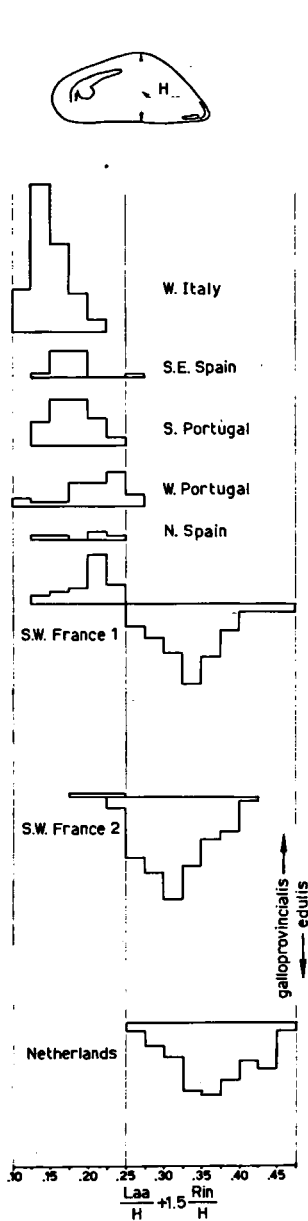 H
W. Italy
S.E. Spain
S. Portugal
W. Portugal
N. Spain
S.W. France 1
S.W. France 2
galloprovincialis
edulis
Netherlands
.10 .15 .20 .25 .30 .35 .40 .45
Laa/H +1.5 Rin/H